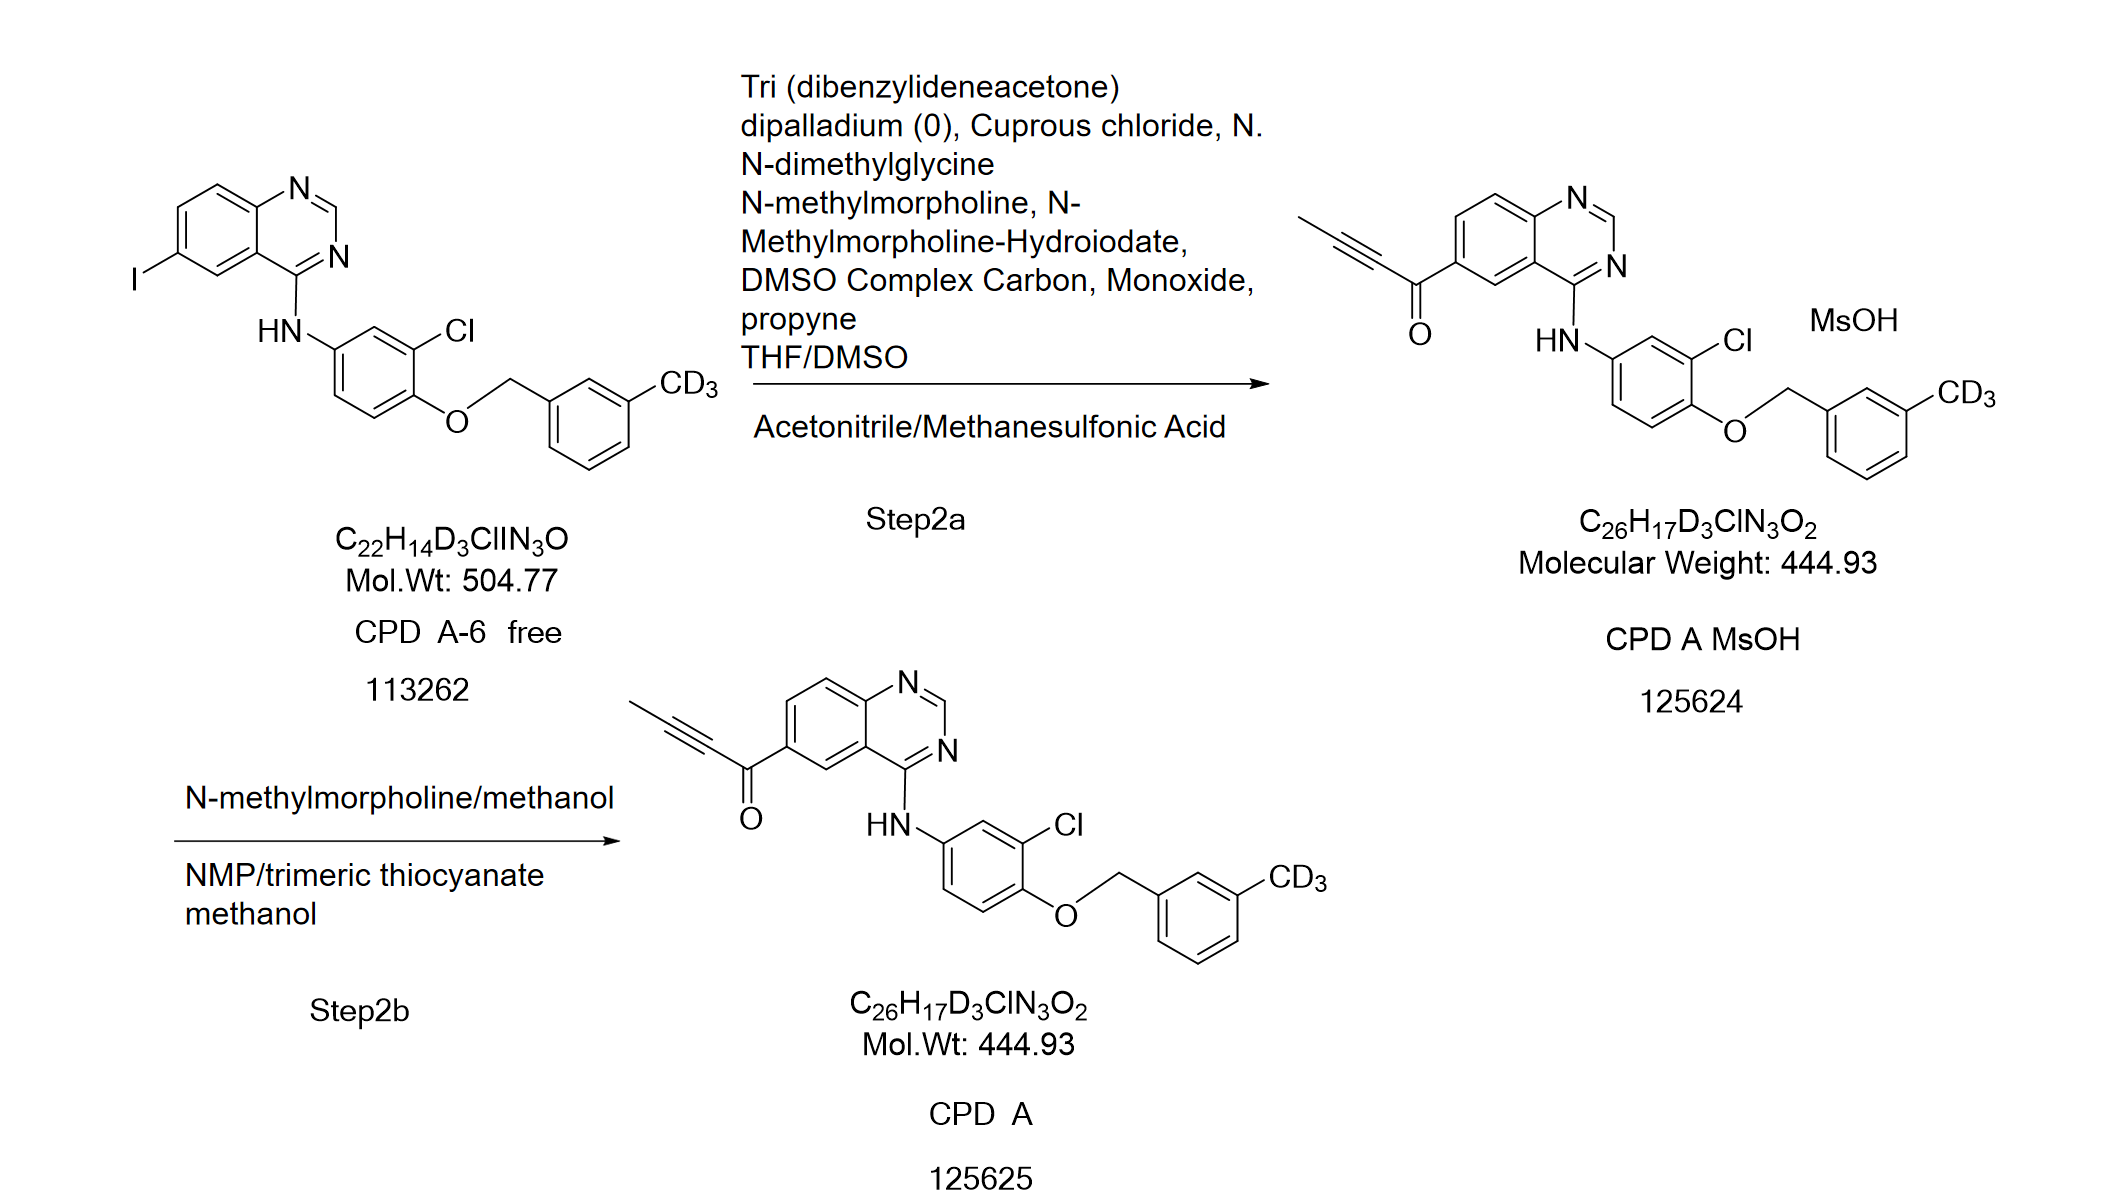 Tri (dibenzylideneacetone)
dipalladium (0), Cuprous chloride, N.
N-dimethylglycine
N-methylmorpholine, N-
Methylmorpholine-Hydroiodate,
DMSO Complex Carbon, Monoxide,
propyne
THF/DMSO
Acetonitrile/Methanesulfonic Acid
Step2a
N
N
I
HN
Cl
O
CD3
C22H14D3ClIN3O
Mol.Wt: 504.77
CPD A-6 free
113262
N
N
O
HN
Cl
MsOH
O
CD3
C26H17D3ClN3O2
Molecular Weight: 444.93
CPD A MsOH
125624
N-methylmorpholine/methanol
NMP/trimeric thiocyanate
methanol
Step2b
N
N
O
HN
Cl
O
CD3
C26H17D3ClN3O2
Mol.Wt: 444.93
CPD A
125625